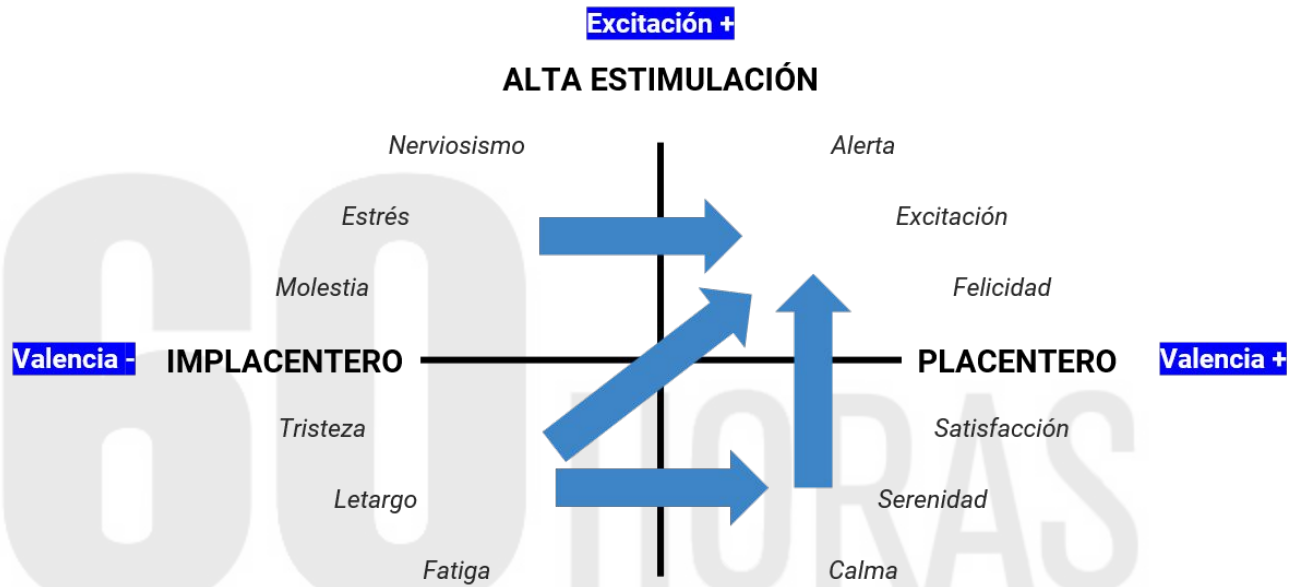 Excitación +
ALTA ESTIMULACIÓN
Nerviosismo
Alerta
Estrés
Excitación
Molestia
Felicidad
Valencia -
IMPLACENTERO
PLACENTERO
Valencia +
Tristeza
Satisfacción
Letargo
Serenidad
Fatiga
Calma
60
HORAS